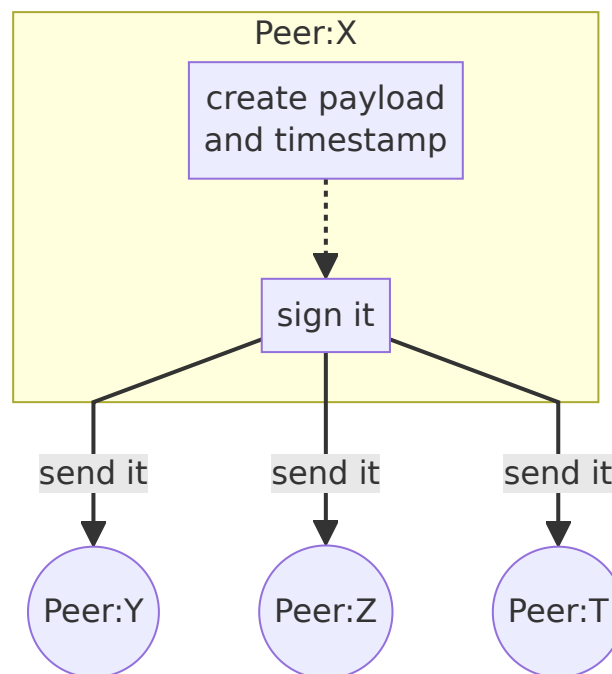 Peer:X
create payload
and timestamp
sign it
send it
send it
send it
Peer:Y
Peer:Z
Peer:T